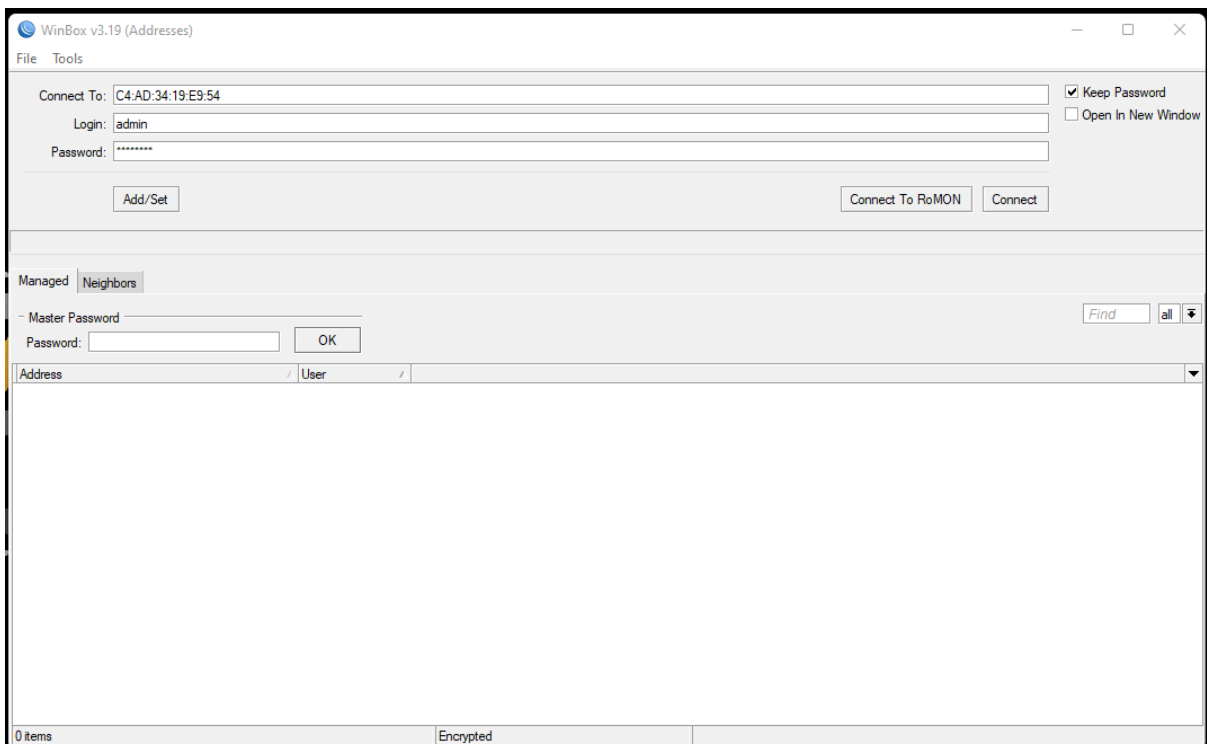 WinBox v3.19 (Addresses)
File Tools
Connect To: C4:AD:34:19:E9:54
Keep Password
Login: admin
Open In New Window
Password: ********
Add/Set Connect To RoMON Connect
Managed Neighbors
Master Password
Find all
Password: OK
Address User
0 items Encrypted